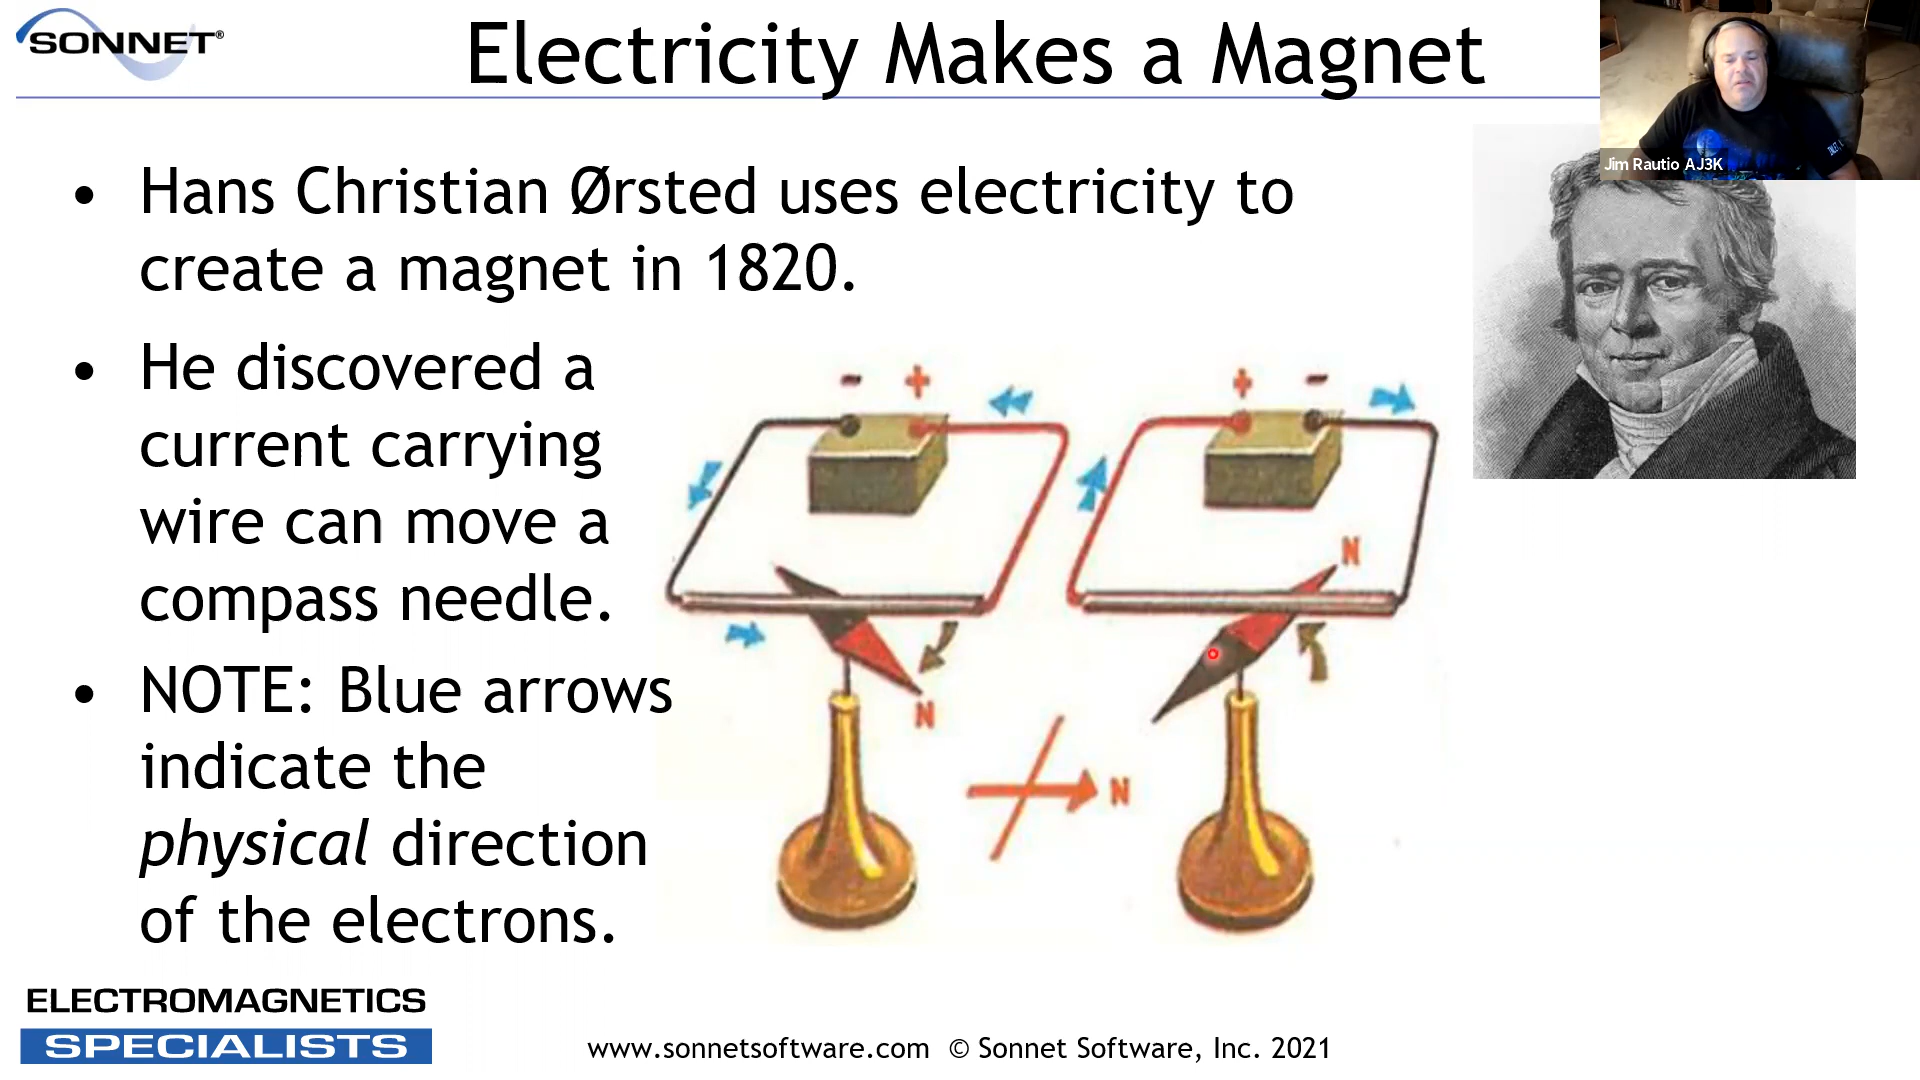 SONNET®
Electricity Makes a Magnet
Jim Rautio AJ3K
• Hans Christian Ørsted uses electricity to
create a magnet in 1820.
• He discovered a
current carrying
wire can move a
compass needle.
• NOTE: Blue arrows
indicate the
physical direction
of the electrons.
- +
+ -
N
N
N
ELECTROMAGNETICS
SPECIALISTS
www.sonnetsoftware.com © Sonnet Software, Inc. 2021